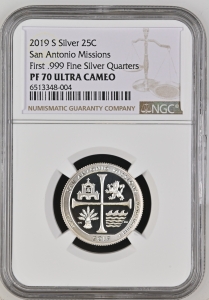 2019 S Silver 25C
San Antonio Missions
First .999 Fine Silver Quarters
PF 70 ULTRA CAMEO
6513348-004
NUMISMATIC GUARANTY COMPANY
NGC